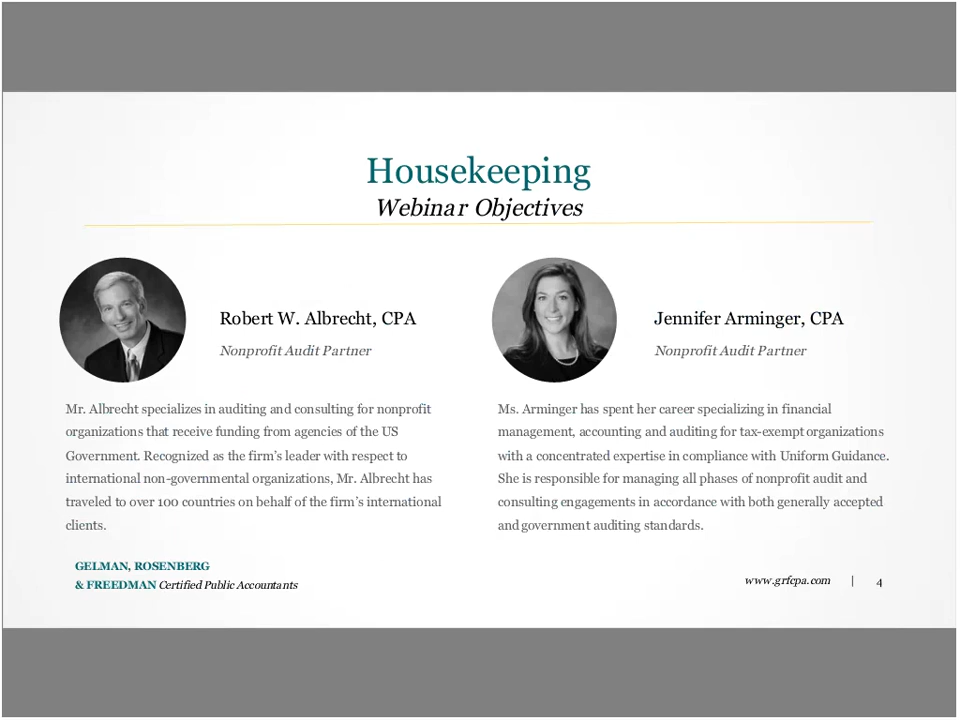 Housekeeping
Webinar Objectives
Robert W. Albrecht, CPA
Nonprofit Audit Partner
Mr. Albrecht specializes in auditing and consulting for nonprofit
organizations that receive funding from agencies of the US
Government. Recognized as the firm’s leader with respect to
international non-governmental organizations, Mr. Albrecht has
traveled to over 100 countries on behalf of the firm’s international
clients.
Jennifer Arminger, CPA
Nonprofit Audit Partner
Ms. Arminger has spent her career specializing in financial
management, accounting and auditing for tax-exempt organizations
with a concentrated expertise in compliance with Uniform Guidance.
She is responsible for managing all phases of nonprofit audit and
consulting engagements in accordance with both generally accepted
and government auditing standards.
GELMAN, ROSENBERG
& FREEDMAN Certified Public Accountants
www.grfcpa.com | 4